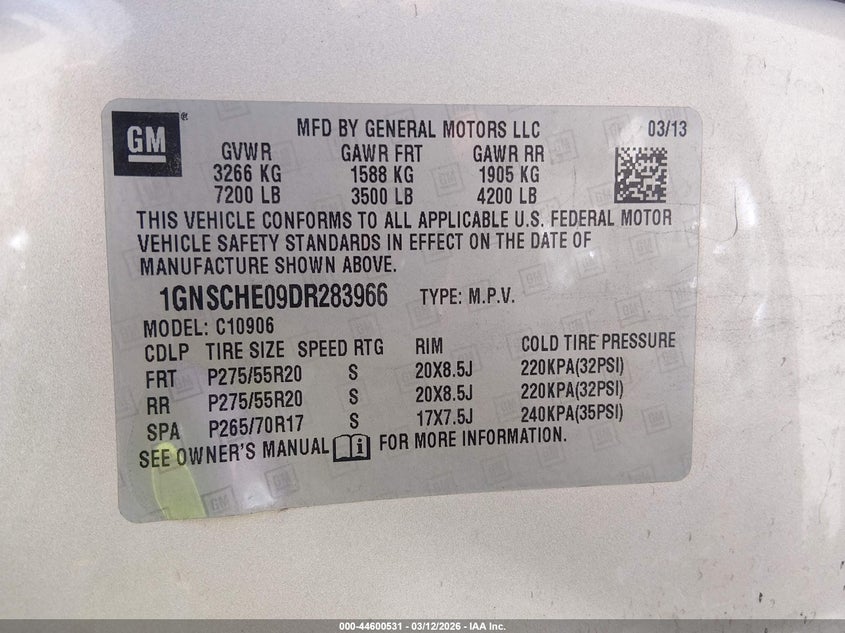 GM ®
MFD BY GENERAL MOTORS LLC 03/13
GVWR GAWR FRT GAWR RR
3266 KG 1588 KG 1905 KG
7200 LB 3500 LB 4200 LB
THIS VEHICLE CONFORMS TO ALL APPLICABLE U.S. FEDERAL MOTOR
VEHICLE SAFETY STANDARDS IN EFFECT ON THE DATE OF
MANUFACTURE SHOWN ABOVE.
1GNSCHE09DR283966 TYPE: M.P.V.
MODEL: C10906
CDLP TIRE SIZE SPEED RTG RIM COLD TIRE PRESSURE
FRT P275/55R20 S 20X8.5J 220KPA(32PSI)
RR P275/55R20 S 20X8.5J 220KPA(32PSI)
SPA P265/70R17 S 17X7.5J 240KPA(35PSI)
SEE OWNER'S MANUAL i FOR MORE INFORMATION.
000-44600531 - 03/12/2026 - IAA Inc.